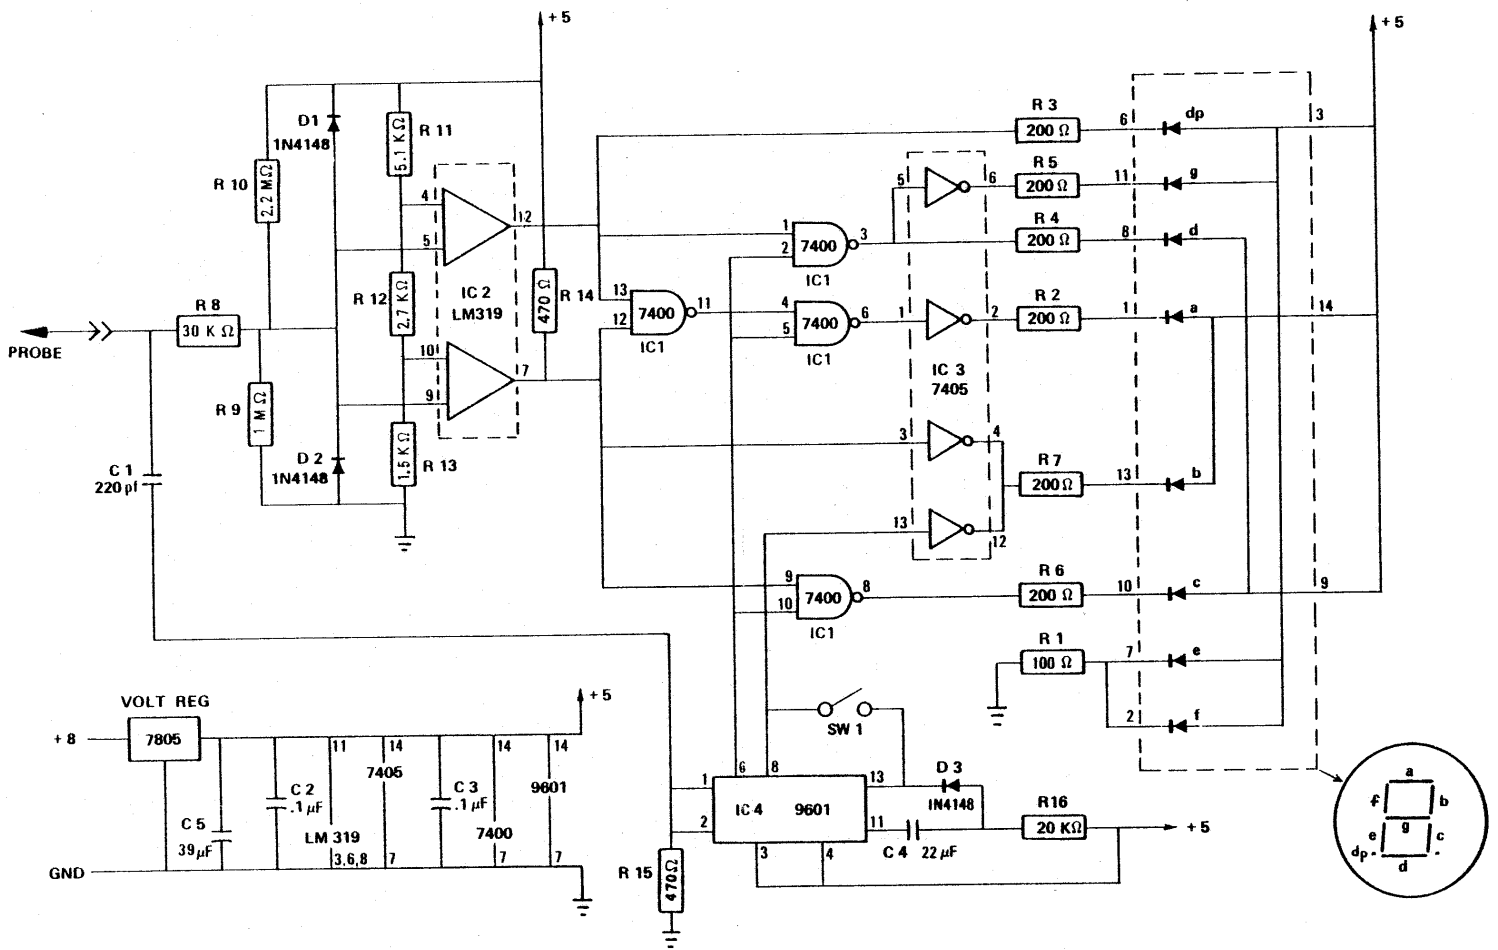 +5
+5
D1
1N4148
R 11
5.1 KΩ
R 10
2.2 MΩ
4
5
12
R 8
30 K Ω
PROBE
R 9
1 M Ω
R 12
2.7 K Ω
IC 2
LM319
470 Ω
R 14
10
9
7
D 2
1N4148
1.5 K Ω
R 13
C 1
220 pf
13
12
7400
11
IC1
1
2
7400
3
IC1
4
5
7400
6
IC1
9
10
7400
8
IC1
5
6
1
2
IC 3
7405
3
4
13
12
R 3
200 Ω
6
dp
3
R 5
200 Ω
11
g
R 4
200 Ω
8
d
R 2
200 Ω
1
a
14
R 7
200 Ω
13
b
R 6
200 Ω
10
c
9
R 1
100 Ω
7
e
2
f
SW 1
VOLT REG
+ 8
7805
+ 5
11
14
7405
14
14
9601
C 2
.1 µF
C 3
.1 µF
C 5
39 µF
LM 319
7400
3,6,8
7
7
7
GND
R 15
470Ω
1
2
6
8
IC 4
9601
13
11
3
4
D 3
1N4148
C 4
22 µF
R16
20 KΩ
+ 5
a
f
b
g
e
c
dp
d